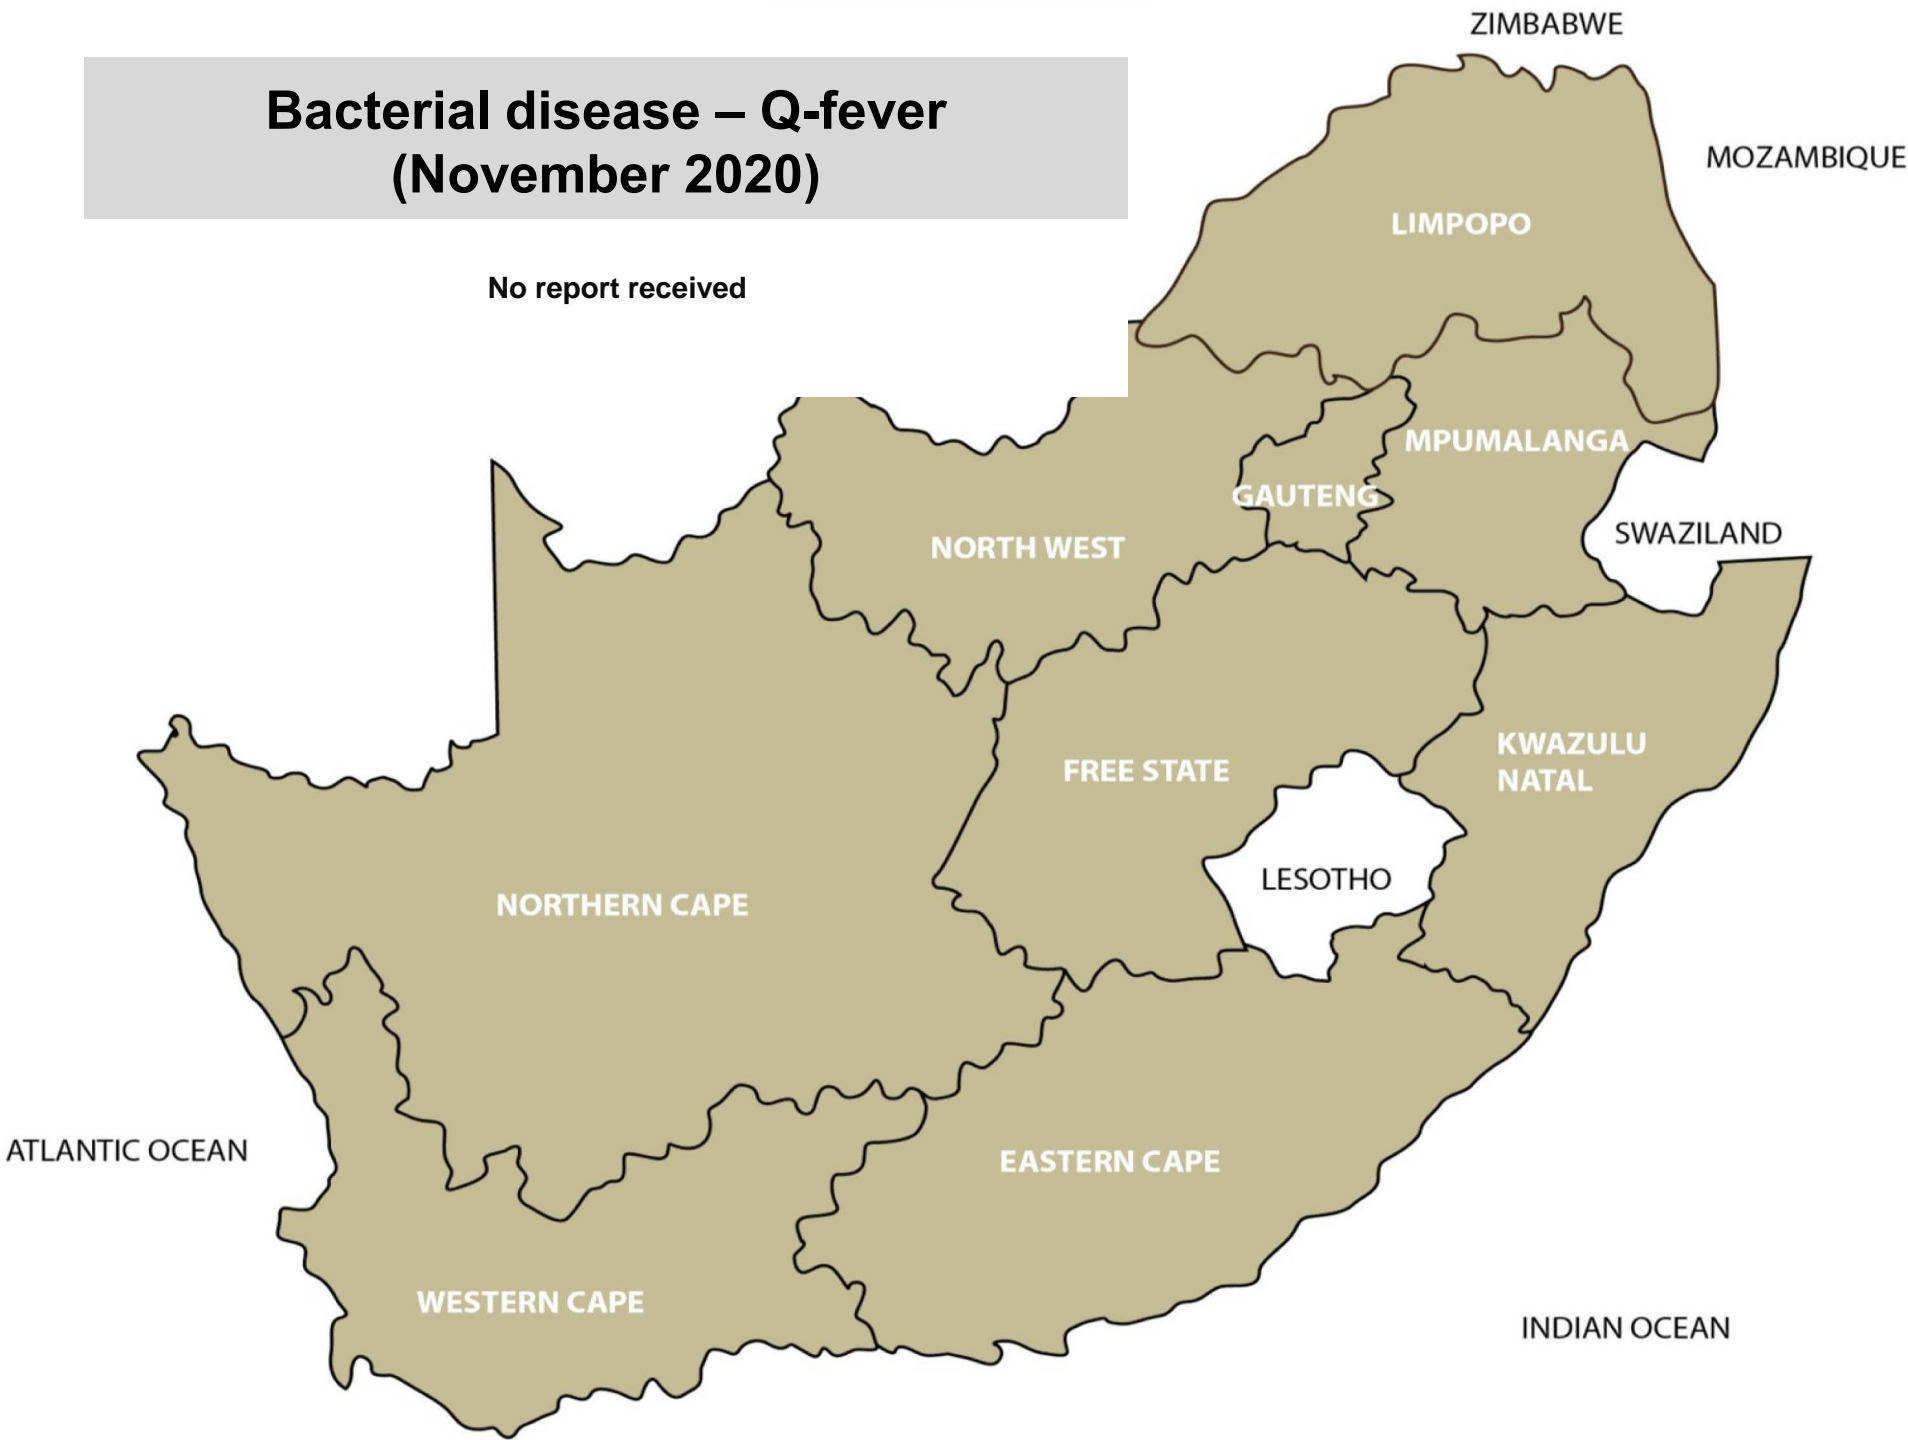 ZIMBABWE
Bacterial disease – Q-fever
(November 2020)
MOZAMBIQUE
LIMPOPO
No report received
MPUMALANGA
GAUTENG
SWAZILAND
NORTH WEST
KWAZULU
NATAL
FREE STATE
LESOTHO
NORTHERN CAPE
ATLANTIC OCEAN
EASTERN CAPE
WESTERN CAPE
INDIAN OCEAN